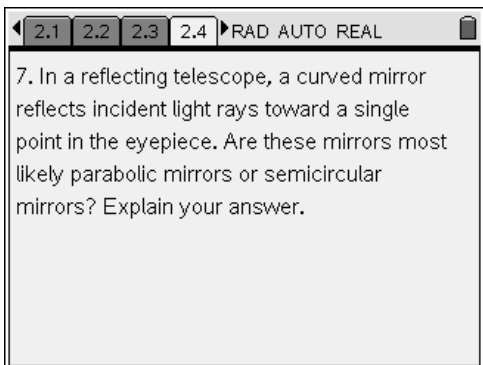 2.1 2.2 2.3 2.4 RAD AUTO REAL
7. In a reflecting telescope, a curved mirror
reflects incident light rays toward a single
point in the eyepiece. Are these mirrors most
likely parabolic mirrors or semicircular
mirrors? Explain your answer.